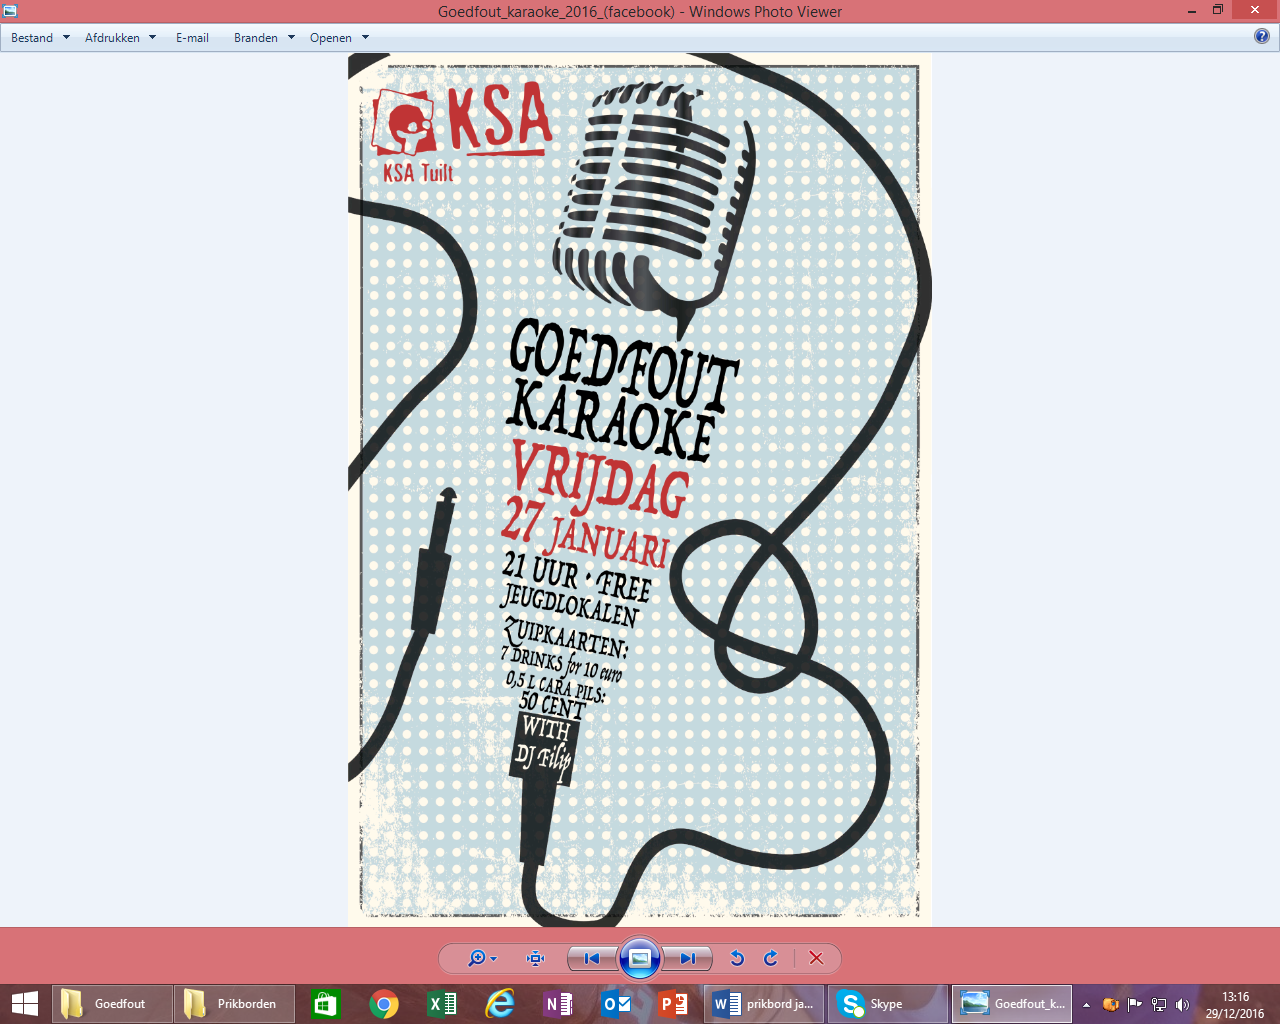 Goedfout_karaoke_2016_(facebook) - Windows Photo Viewer
Bestand Afdrukken E-mail Branden Openen
KSA
KSA Tuilt
GOEDFOUT
KARAOKE
VRIJDAG
27 JANUARI
21 UUR · FREE
JEUGDLOKALEN
ZUIPKAARTEN:
7 DRINKS for 10 euro
0,5 L CARA PILS:
50 CENT
WITH
DJ Filip
Goedfout Prikborden prikbord ja... Skype Goedfout_k...
13:16
29/12/2016